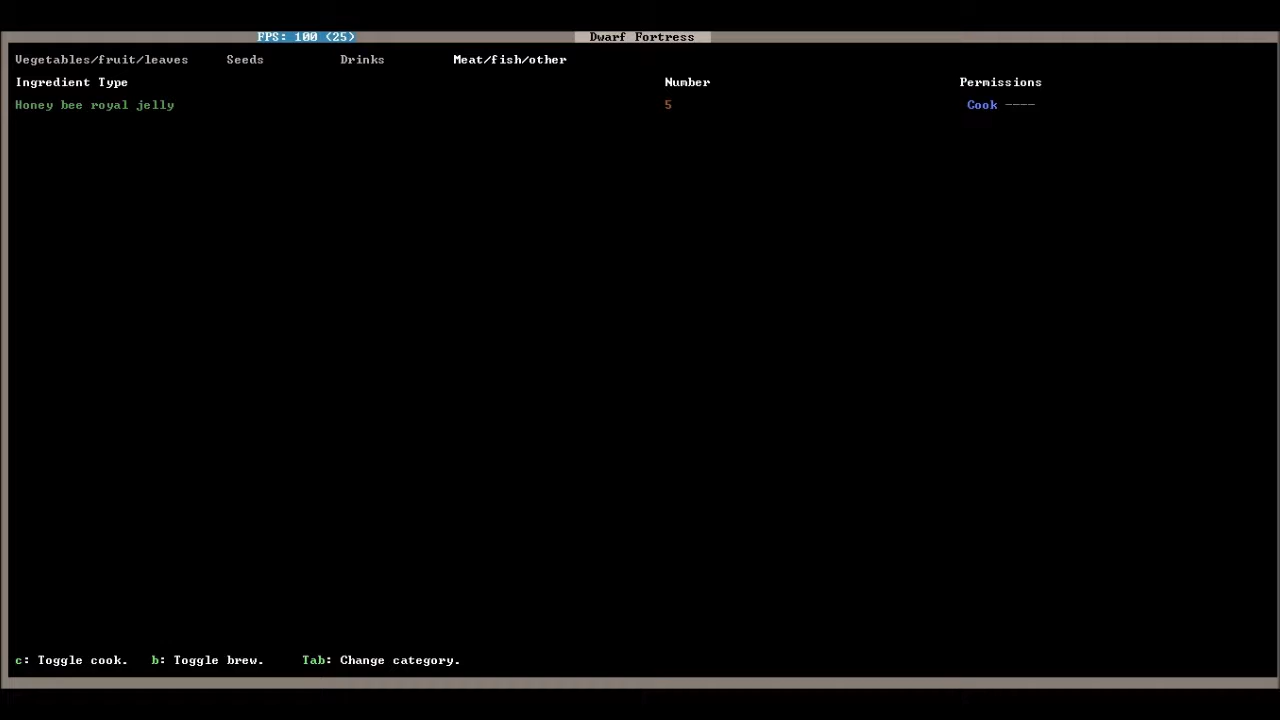 FPS: 100 (25) Dwarf Fortress
Vegetables/fruit/leaves Seeds Drinks Meat/fish/other
Ingredient Type Number Permissions
Honey bee royal jelly 5 Cook ----
c: Toggle cook. b: Toggle brew. Tab: Change category.